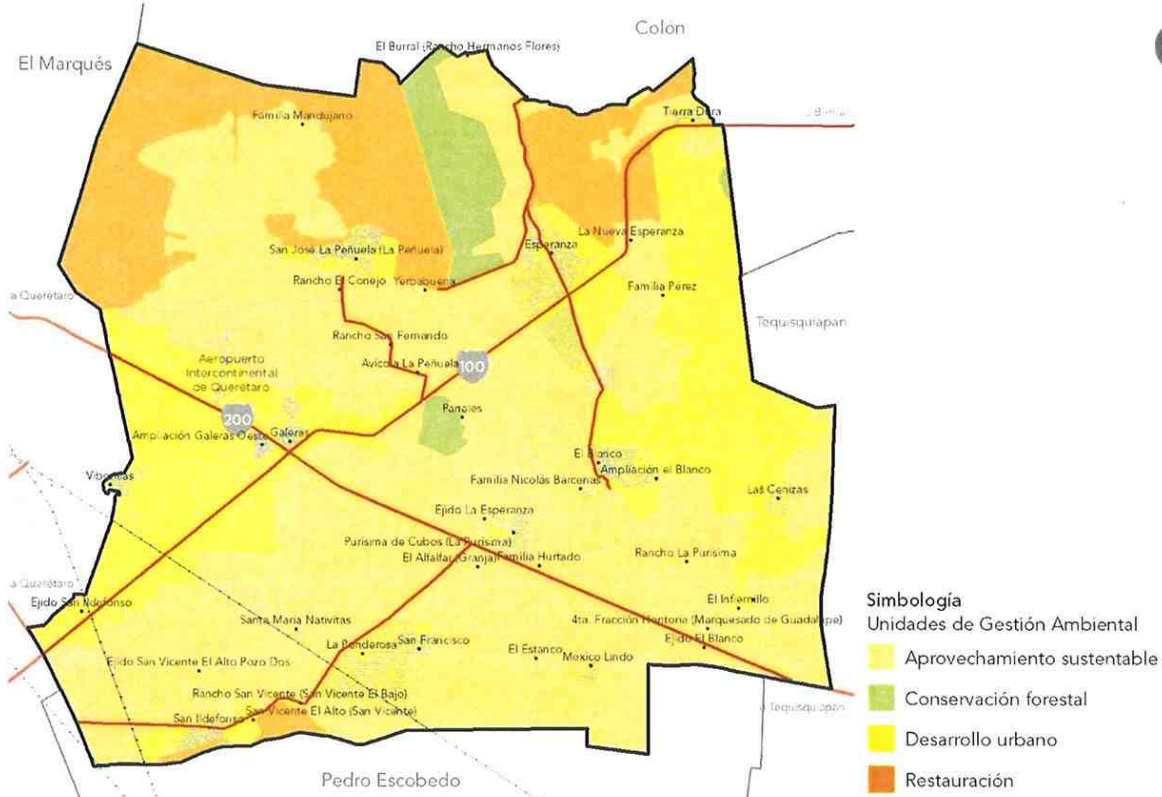 Colón
El Marqués
El Burral (Rancho Hermanos Flores)
Familia Mandujano
Tierra Dura
a Bernal
San José La Peñuela (La Peñuela)
Esperanza
La Nueva Esperanza
Rancho El Conejo
Yerbabuena
Familia Pérez
a Querétaro
Tequisquiapan
Rancho San Fernando
Aeropuerto
Intercontinental
de Querétaro
Avícola La Peñuela
100
200
Panales
Ampliación Galeras Oeste
Galeras
El Blanco
Ampliación el Blanco
Familia Nicolás Barcenas
Las Cenizas
Ejido La Esperanza
Purísima de Cubos (La Purísima)
El Alfalfar (Granja)
Familia Hurtado
Rancho La Purísima
a Querétaro
Ejido San Ildefonso
El Infiernillo
Santa María Nativitas
4ta. Fracción Hontoria (Marquesado de Guadalupe)
La Ponderosa
San Francisco
Ejido El Blanco
El Estanco
Mexico Lindo
Ejido San Vicente El Alto Pozo Dos
Rancho San Vicente (San Vicente El Bajo)
San Ildefonso
San Vicente El Alto (San Vicente)
a Tequisquiapan
Pedro Escobedo
Simbología
Unidades de Gestión Ambiental
Aprovechamiento sustentable
Conservación forestal
Desarrollo urbano
Restauración